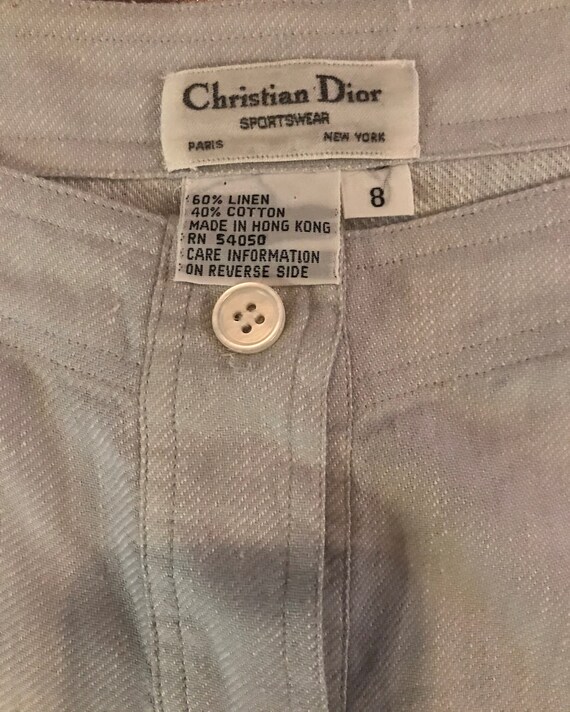 Christian Dior
SPORTSWEAR
PARIS NEW YORK
60% LINEN
40% COTTON
MADE IN HONG KONG
RN 54050
CARE INFORMATION
ON REVERSE SIDE
8